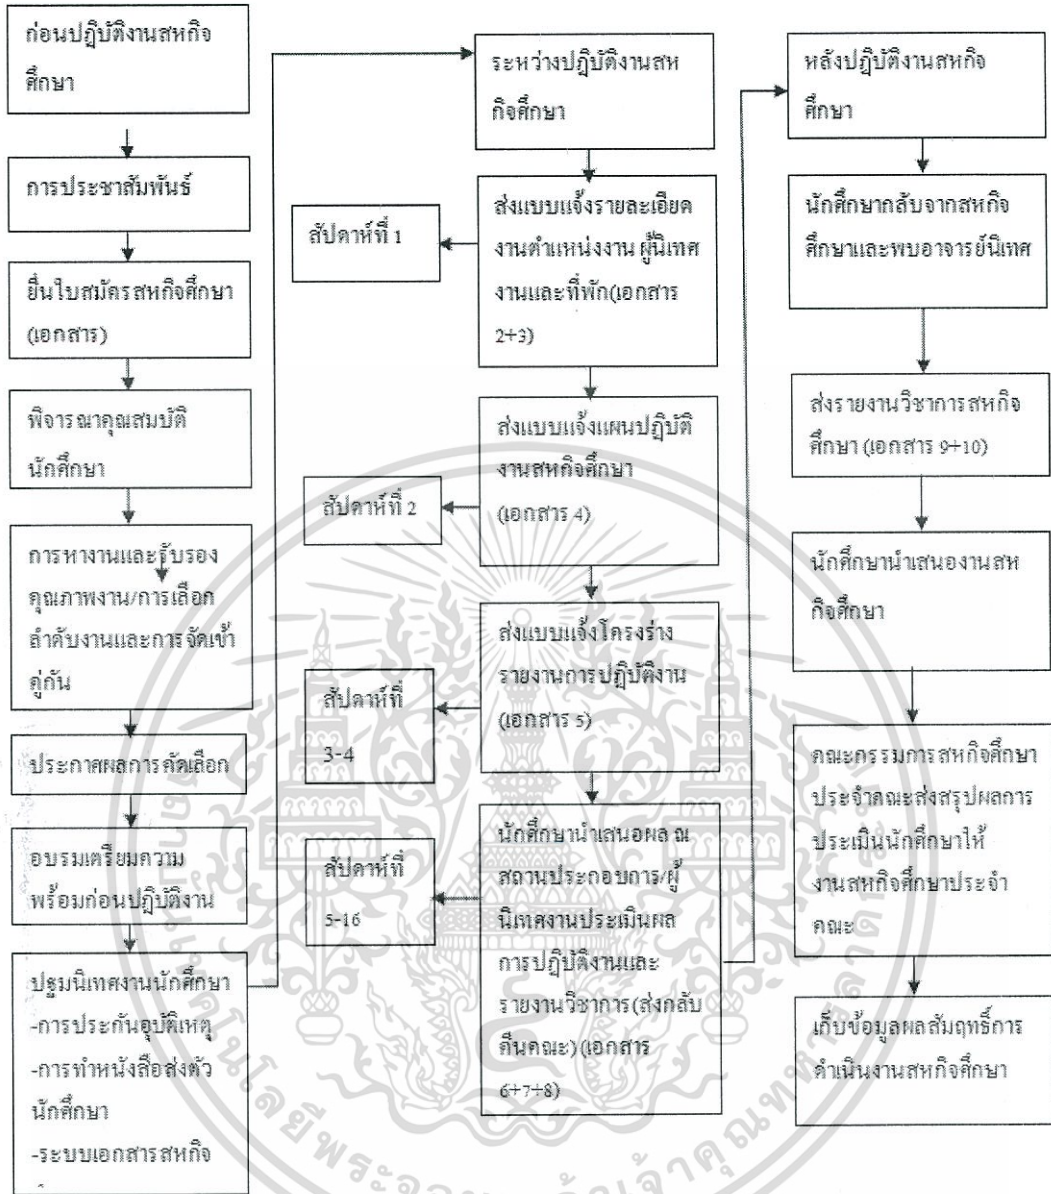 ก่อนปฏิบัติงานสหกิจ
ศึกษา
การประชาสัมพันธ์
ยื่นใบสมัครสหกิจศึกษา
(เอกสาร)
พิจารณาคุณสมบัติ
นักศึกษา
การหางานและรับรอง
คุณภาพงาน/การเลือก
ลำดับงานและการจัดเข้า
คู่กัน
ประกาศผลการคัดเลือก
อบรมเตรียมความ
พร้อมก่อนปฏิบัติงาน
ปฐมนิเทศงานนักศึกษา
-การประกันอุบัติเหตุ
-การทำหนังสือส่งตัว
นักศึกษา
-ระบบเอกสารสหกิจ
ระหว่างปฏิบัติงานสห
กิจศึกษา
ส่งแบบแจ้งรายละเอียด
งานตำแหน่งงาน ผู้นิเทศ
งานและที่พัก(เอกสาร
2+3)
สัปดาห์ที่ 1
ส่งแบบแจ้งแผนปฏิบัติ
งานสหกิจศึกษา
(เอกสาร 4)
สัปดาห์ที่ 2
ส่งแบบแจ้งโครงร่าง
รายงานการปฏิบัติงาน
(เอกสาร 5)
สัปดาห์ที่
3-4
นักศึกษานำเสนอผล ณ
สถานประกอบการ/ผู้
นิเทศงานประเมินผล
การปฏิบัติงานและ
รายงานวิชาการ(ส่งกลับ
คืนคณะ)(เอกสาร
6+7+8)
สัปดาห์ที่
5-16
หลังปฏิบัติงานสหกิจ
ศึกษา
นักศึกษากลับจากสหกิจ
ศึกษาและพบอาจารย์นิเทศ
ส่งรายงานวิชาการสหกิจ
ศึกษา (เอกสาร 9+10)
นักศึกษานำเสนองานสห
กิจศึกษา
คณะกรรมการสหกิจศึกษา
ประจำคณะส่งสรุปผลการ
ประเมินนักศึกษาให้
งานสหกิจศึกษาประจำ
คณะ
เก็บข้อมูลผลสัมฤทธิ์การ
ดำเนินงานสหกิจศึกษา